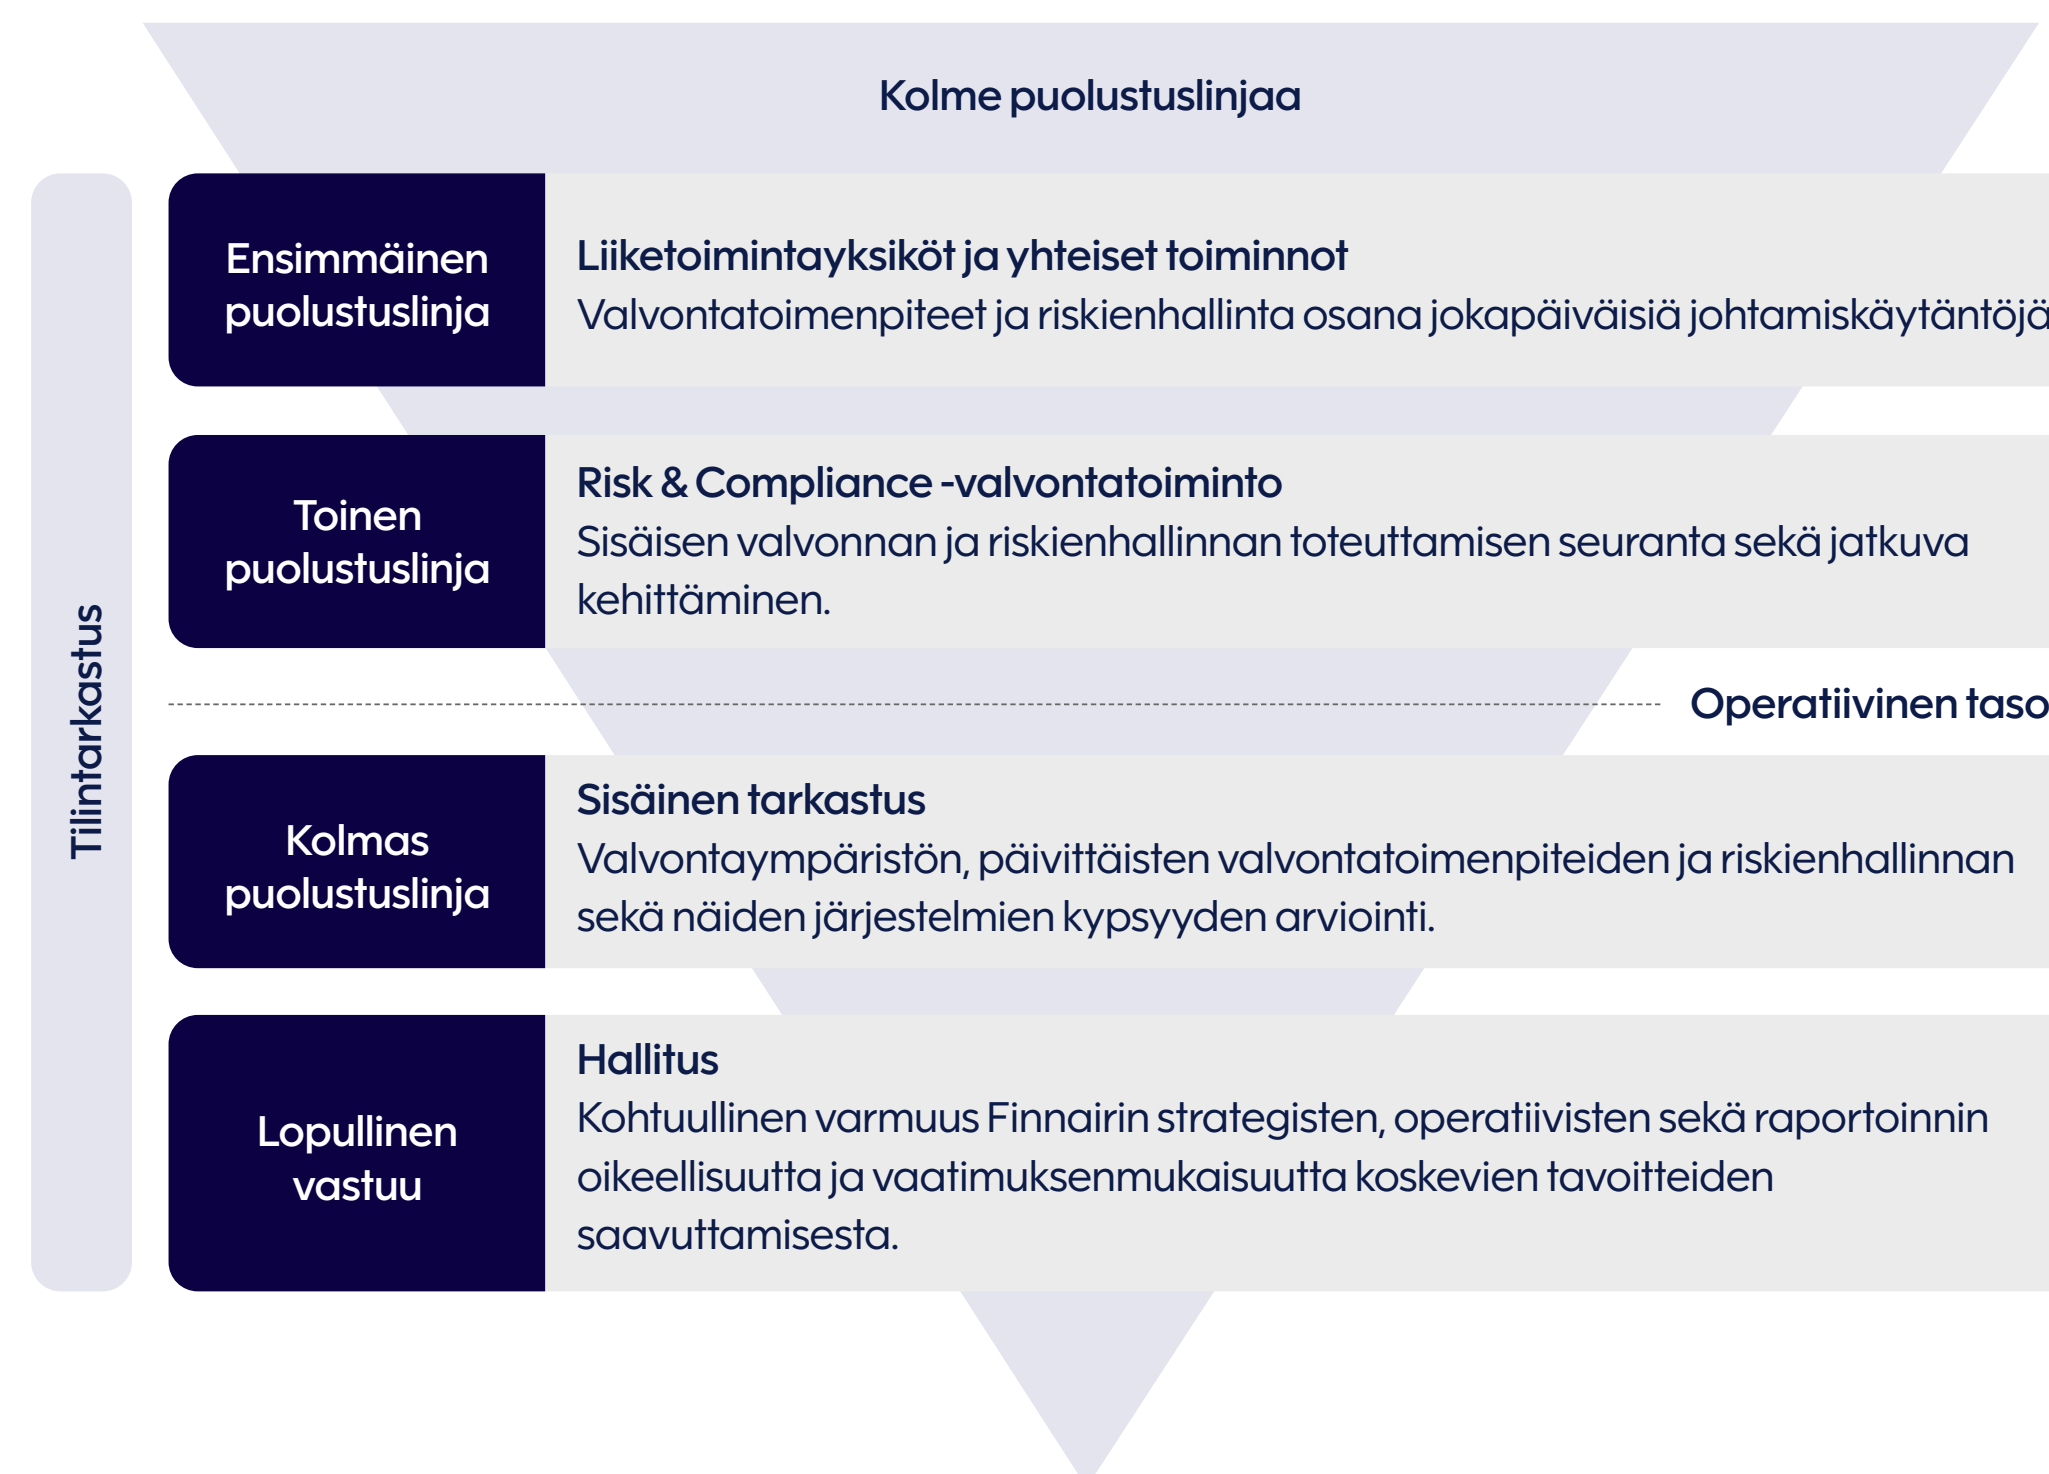 Kolme puolustuslinjaa
Tilintarkastus
Ensimmäinen
puolustuslinja
Liiketoimintayksiköt ja yhteiset toiminnot
Valvontatoimenpiteet ja riskienhallinta osana jokapäiväisiä johtamiskäytäntöjä
Toinen
puolustuslinja
Risk & Compliance -valvontatoiminto
Sisäisen valvonnan ja riskienhallinnan toteuttamisen seuranta sekä jatkuva
kehittäminen.
Operatiivinen taso
Kolmas
puolustuslinja
Sisäinen tarkastus
Valvontaympäristön, päivittäisten valvontatoimenpiteiden ja riskienhallinnan
sekä näiden järjestelmien kypsyyden arviointi.
Lopullinen
vastuu
Hallitus
Kohtuullinen varmuus Finnairin strategisten, operatiivisten sekä raportoinnin
oikeellisuutta ja vaatimuksenmukaisuutta koskevien tavoitteiden
saavuttamisesta.